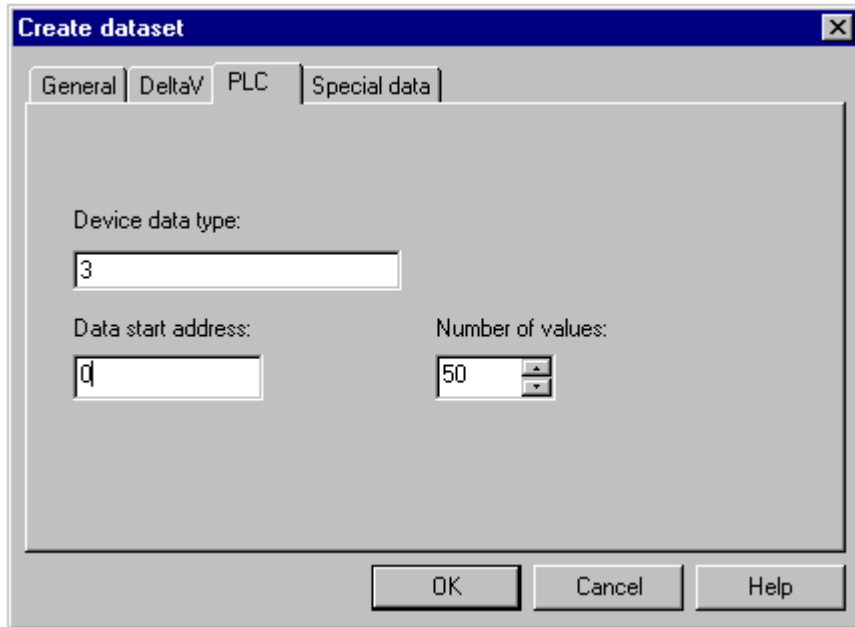 Create dataset
General DeltaV PLC Special data
Device data type:
3
Data start address: Number of values:
0 50
OK Cancel Help